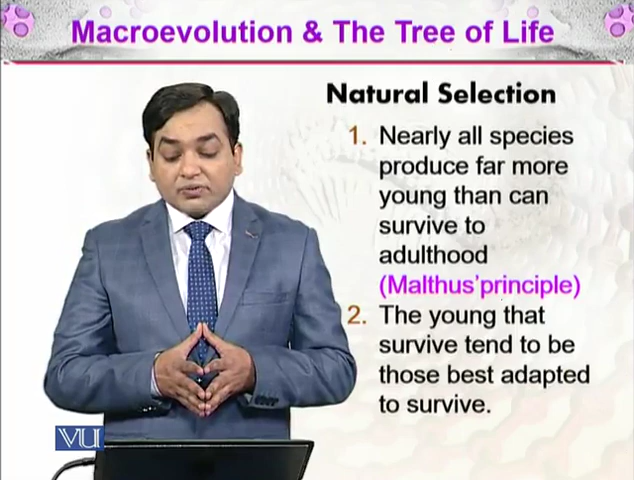 Macroevolution & The Tree of Life
Natural Selection
1. Nearly all species
produce far more
young than can
survive to
adulthood
(Malthus'principle)
2. The young that
survive tend to be
those best adapted
to survive.
VU